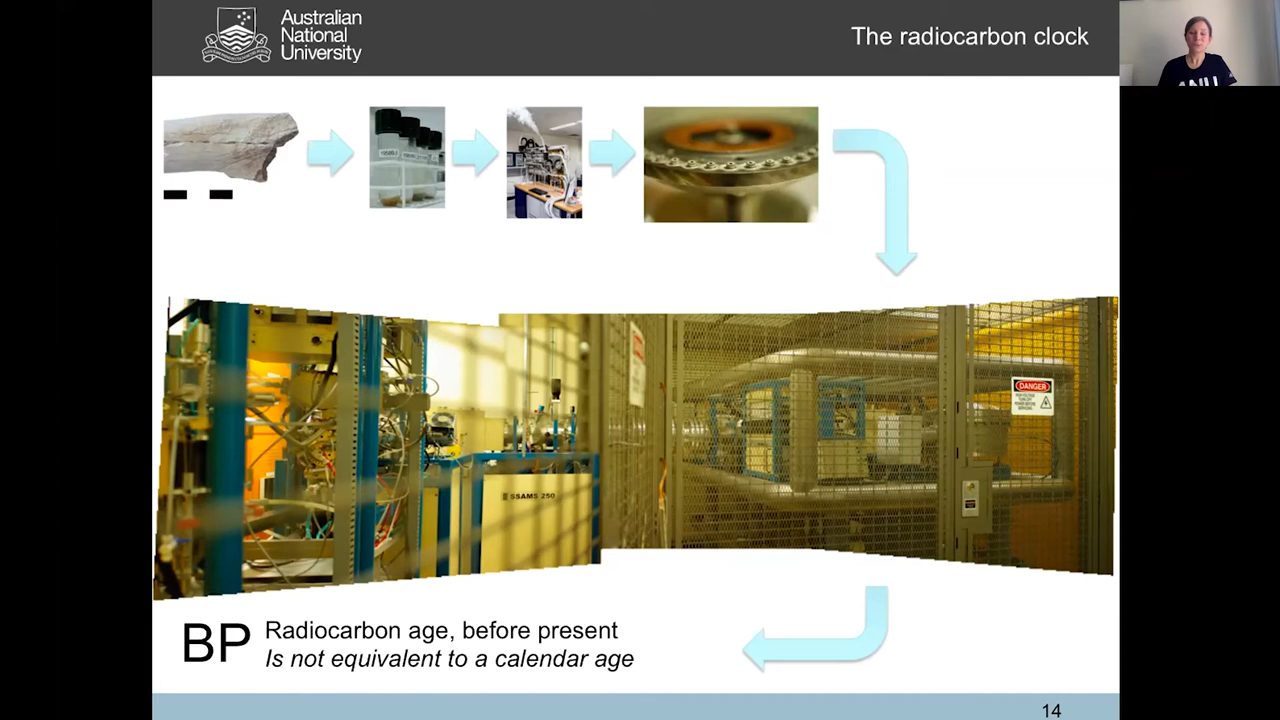 Australian
National
University
The radiocarbon clock
DANGER
SSAMS 250
BP
Radiocarbon age, before present
Is not equivalent to a calendar age
14